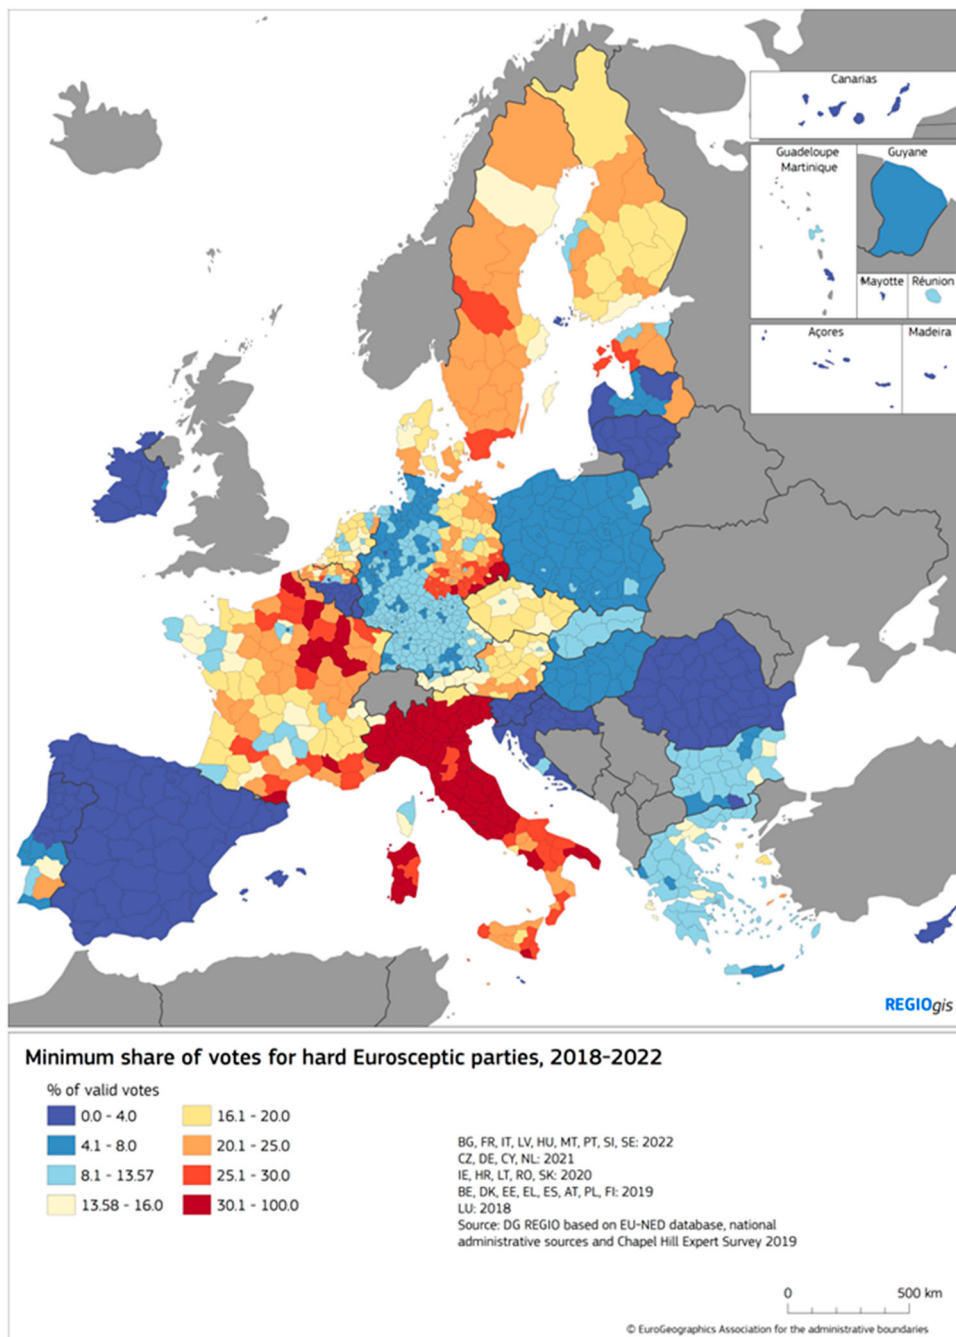 Canarias
Guadeloupe
Martinique
Guyane
Mayotte
Réunion
Açores
Madeira
REGIOgis
Minimum share of votes for hard Eurosceptic parties, 2018-2022
% of valid votes
0.0 - 4.0
4.1 - 8.0
8.1 - 13.57
13.58 - 16.0
16.1 - 20.0
20.1 - 25.0
25.1 - 30.0
30.1 - 100.0
BG, FR, IT, LV, HU, MT, PT, SI, SE: 2022
CZ, DE, CY, NL: 2021
IE, HR, LT, RO, SK: 2020
BE, DK, EE, EL, ES, AT, PL, FI: 2019
LU: 2018
Source: DG REGIO based on EU-NED database, national
administrative sources and Chapel Hill Expert Survey 2019
0 500 km
© EuroGeographics Association for the administrative boundaries